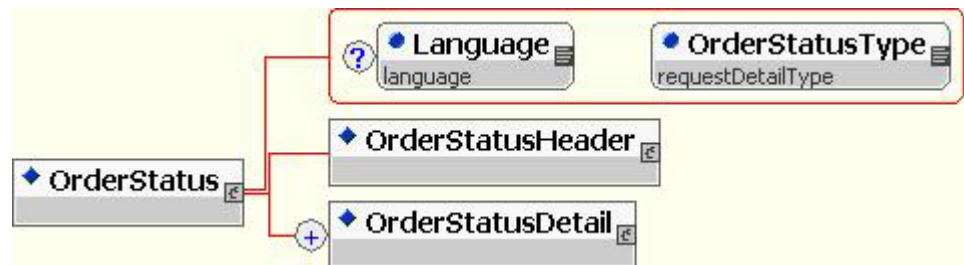 ? Language OrderStatusType
language requestDetailType
OrderStatusHeader
OrderStatus
+ OrderStatusDetail